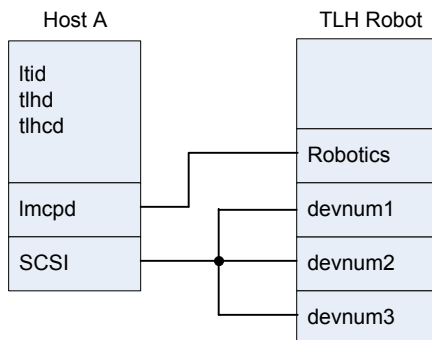 Host A
TLH Robot
ltid
tlhd
tlhcd
Robotics
lmcpd
devnum1
SCSI
devnum2
devnum3